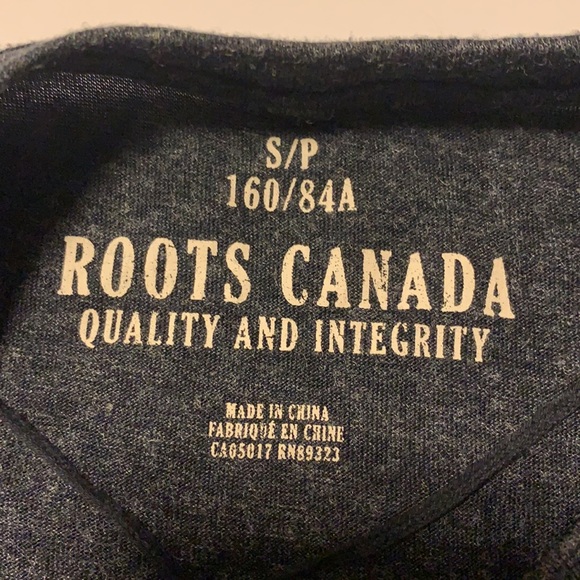 S/P
160/84A
ROOTS CANADA
QUALITY AND INTEGRITY
MADE IN CHINA
FABRIQUÉ EN CHINE
CA05017 RN89323